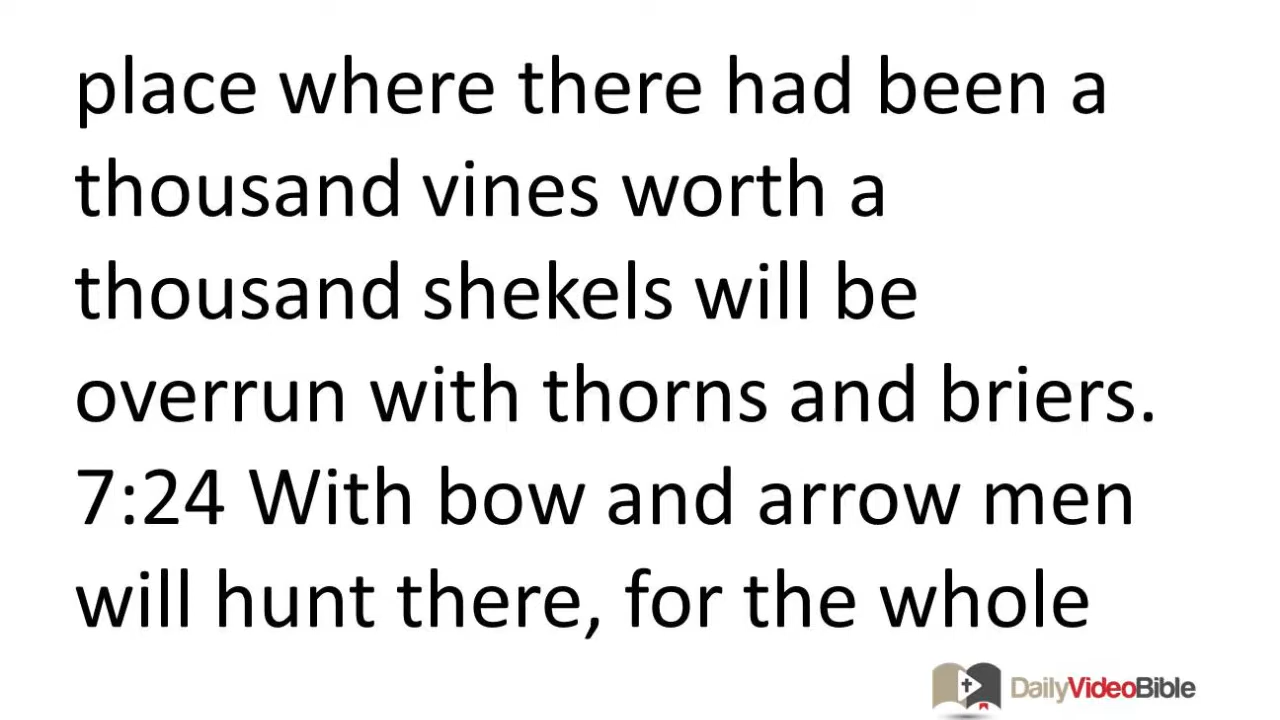 place where there had been a
thousand vines worth a
thousand shekels will be
overrun with thorns and briers.
7:24 With bow and arrow men
will hunt there, for the whole
DailyVideoBible